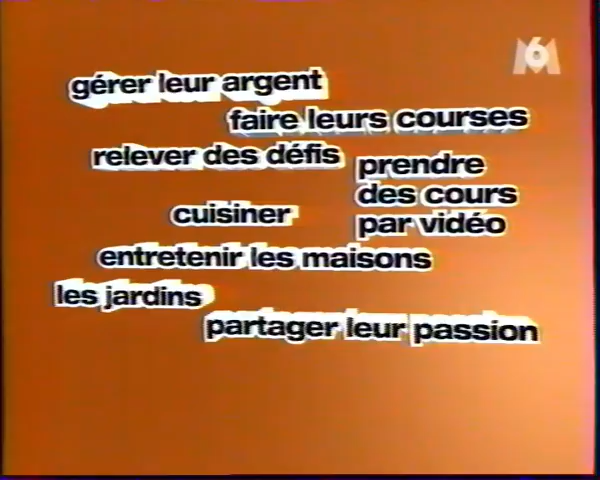 M6
gérer leur argent
faire leurs courses
relever des défis
prendre
des cours
par vidéo
cuisiner
entretenir les maisons
les jardins
partager leur passion